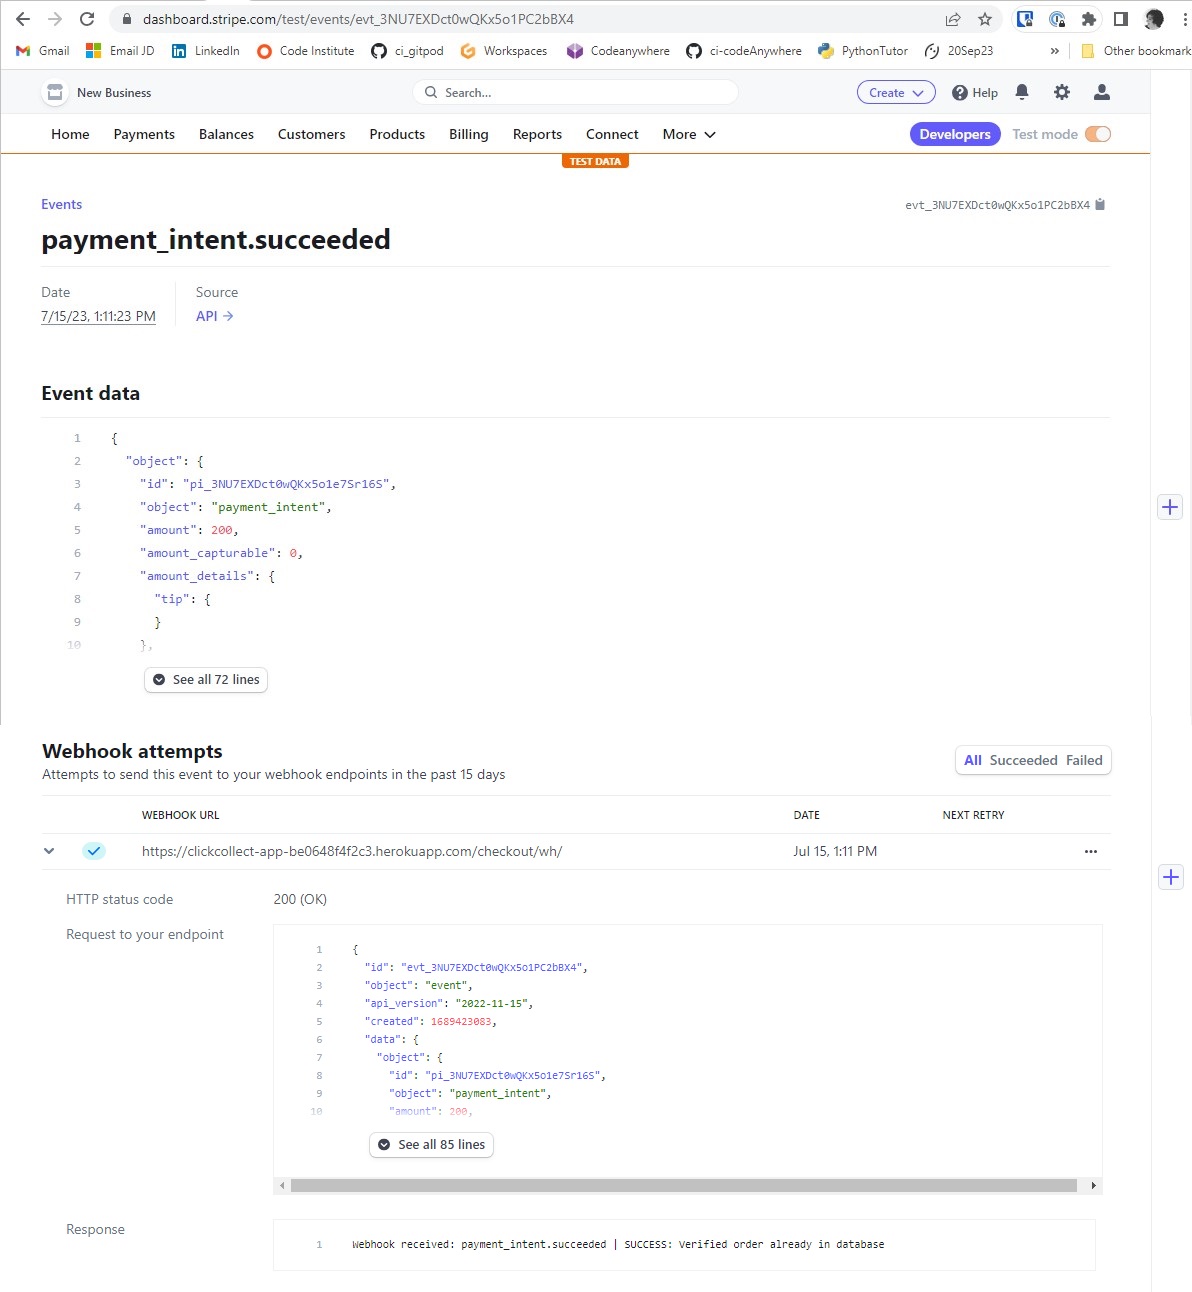 dashboard.stripe.com/test/events/evt_3NU7EXDct0wQKx5o1PC2bBX4
Gmail Email JD LinkedIn Code Institute ci_gitpod Workspaces Codeanywhere ci-codeAnywhere PythonTutor 20Sep23 » Other bookmark
New Business Search... Create Help
Home Payments Balances Customers Products Billing Reports Connect More Developers Test mode
TEST DATA
Events evt_3NU7EXDct0wQKx5o1PC2bBX4
payment_intent.succeeded
Date Source
7/15/23, 1:11:23 PM API →
Event data
1 {
2 "object": {
3 "id": "pi_3NU7EXDct0wQKx5o1e7Sr16S",
4 "object": "payment_intent",
5 "amount": 200,
6 "amount_capturable": 0,
7 "amount_details": {
8 "tip": {
9 }
10 },
See all 72 lines
Webhook attempts
All Succeeded Failed
Attempts to send this event to your webhook endpoints in the past 15 days
WEBHOOK URL DATE NEXT RETRY
https://clickcollect-app-be0648f4f2c3.herokuapp.com/checkout/wh/ Jul 15, 1:11 PM
HTTP status code 200 (OK)
Request to your endpoint
1 {
2 "id": "evt_3NU7EXDct0wQKx5o1PC2bBX4",
3 "object": "event",
4 "api_version": "2022-11-15",
5 "created": 1689423083,
6 "data": {
7 "object": {
8 "id": "pi_3NU7EXDct0wQKx5o1e7Sr16S",
9 "object": "payment_intent",
10 "amount": 200,
See all 85 lines
Response
1 Webhook received: payment_intent.succeeded | SUCCESS: Verified order already in database